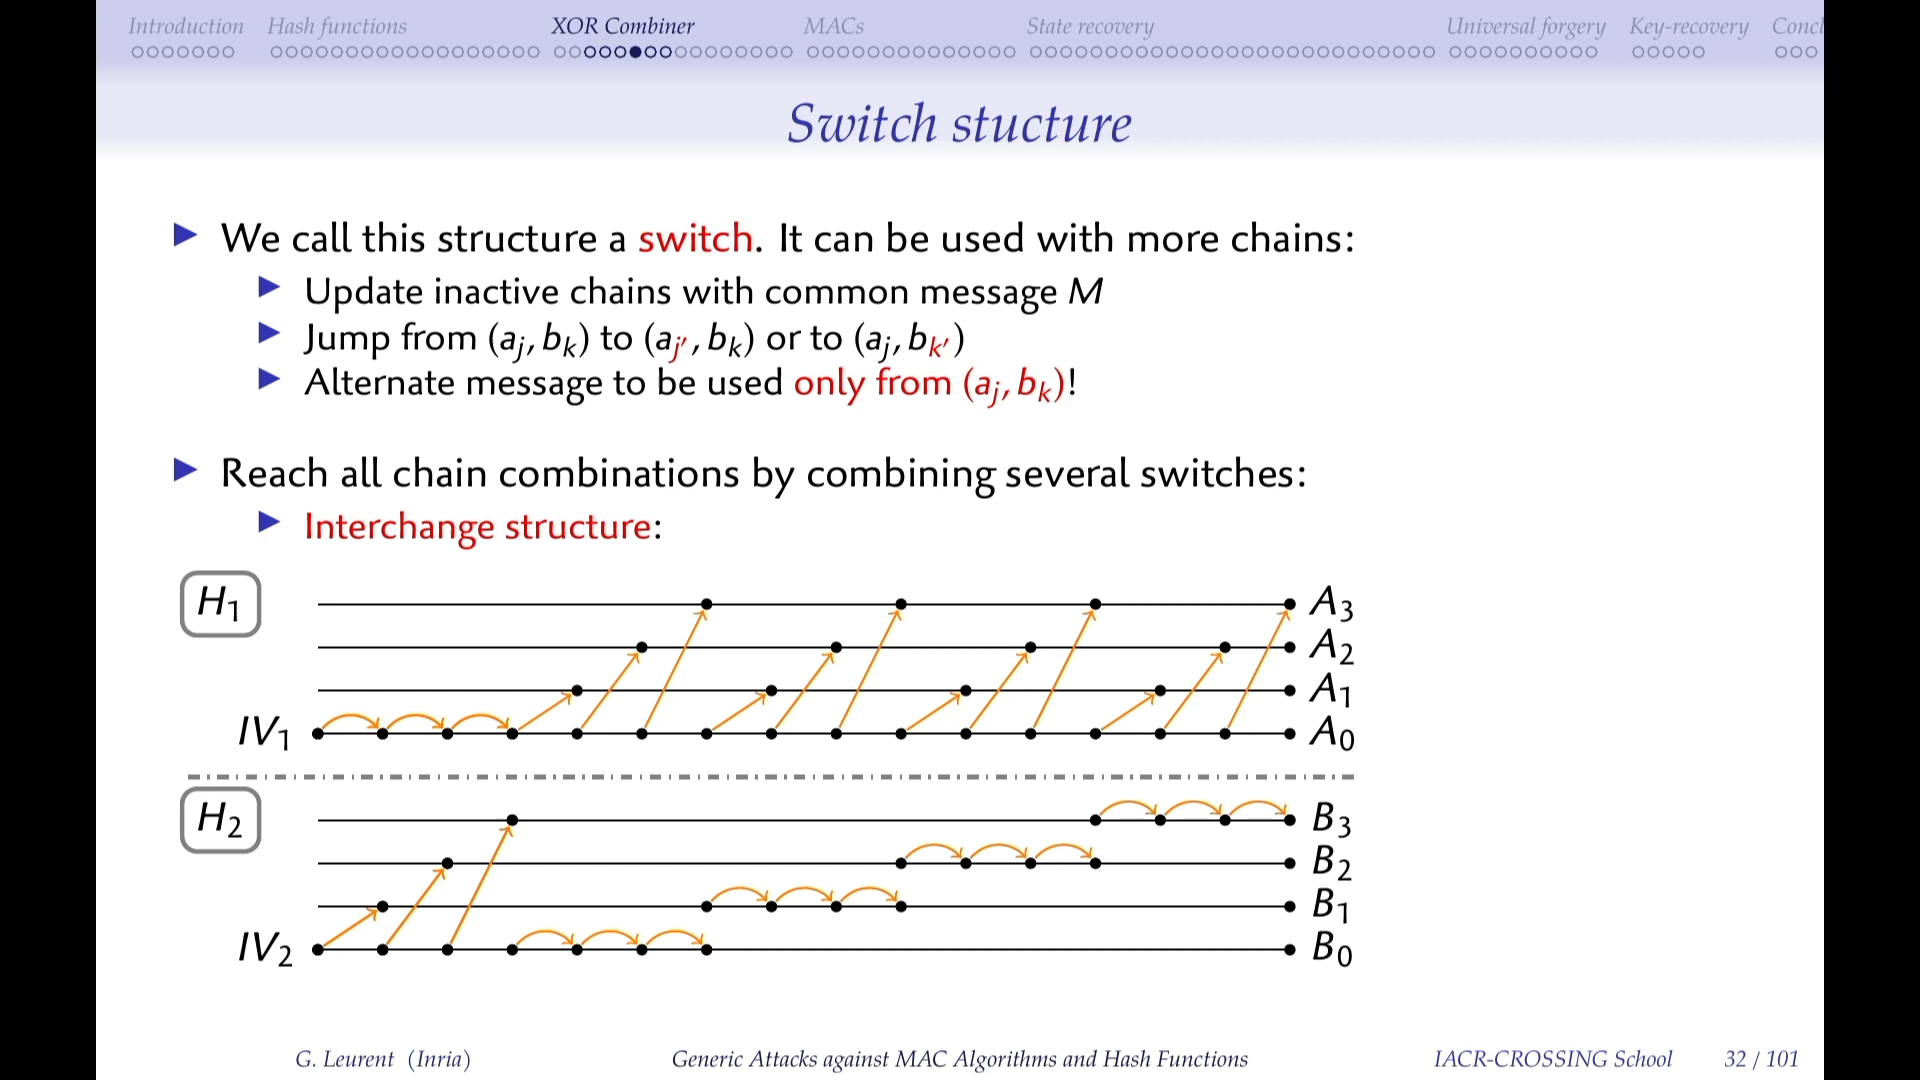 Introduction Hash functions XOR Combiner MACs State recovery Universal forgery Key-recovery Concl
Switch stucture
We call this structure a switch. It can be used with more chains:
Update inactive chains with common message M
Jump from (aⱼ, bₖ) to (aⱼ′, bₖ) or to (aⱼ, bₖ′)
Alternate message to be used only from (aⱼ, bₖ)!
Reach all chain combinations by combining several switches:
Interchange structure:
H₁ A₃
A₂
A₁
IV₁ A₀
H₂ B₃
B₂
B₁
IV₂ B₀
G. Leurent (Inria) Generic Attacks against MAC Algorithms and Hash Functions IACR-CROSSING School 32 / 101